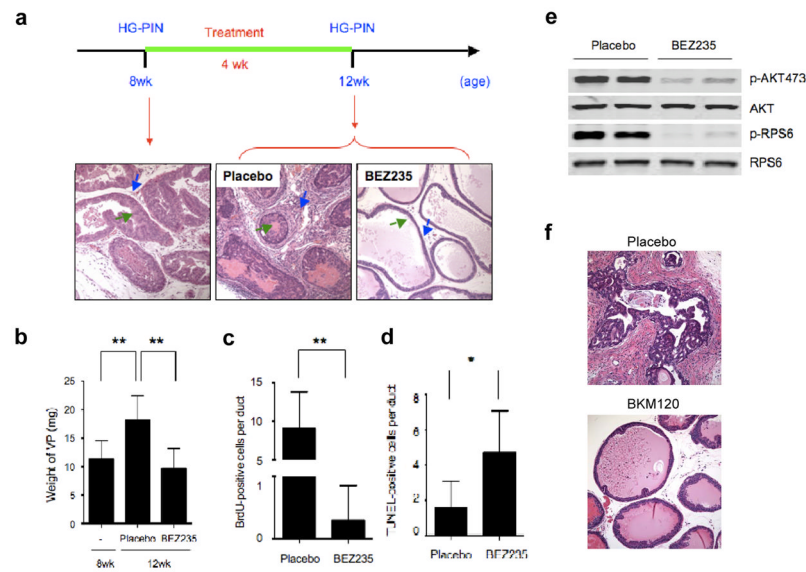 a
HG-PIN
Treatment
HG-PIN
8wk
4 wk
12wk
(age)
Placebo
BEZ235
b
**
**
Weight of VP (mg)
25
20
15
10
5
0
-
Placebo
BEZ235
8wk
12wk
c
**
BrdU-positive cells per duct
15
10
5
1
0
Placebo
BEZ235
d
*
TUNEL-positive cells per duct
8
6
4
2
0
Placebo
BEZ235
e
Placebo
BEZ235
p-AKT473
AKT
p-RPS6
RPS6
f
Placebo
BKM120